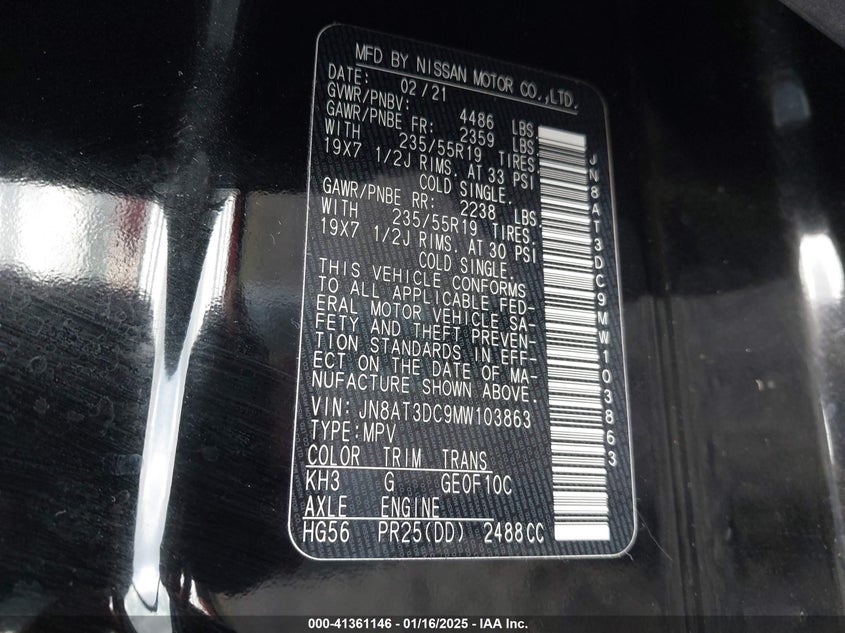 MFD BY NISSAN MOTOR CO.,LTD.
DATE: 02/21
GVWR/PNBV: 4486 LBS.
GAWR/PNBE FR: 2359 LBS.
WITH 235/55R19 TIRES.
19X7 1/2J RIMS. AT 33 PSI
COLD SINGLE.
GAWR/PNBE RR: 2238 LBS.
WITH 235/55R19 TIRES.
19X7 1/2J RIMS. AT 30 PSI
COLD SINGLE.
THIS VEHICLE CONFORMS
TO ALL APPLICABLE FED-
ERAL MOTOR VEHICLE SA-
FETY AND THEFT PREVEN-
TION STANDARDS IN EFF-
ECT ON THE DATE OF MA-
NUFACTURE SHOWN ABOVE.
VIN: JN8AT3DC9MW103863
TYPE:MPV
COLOR TRIM TRANS
KH3 G GE0F10C
AXLE ENGINE
HG56 PR25(DD) 2488CC
JN8AT3DC9MW103863
000-41361146 - 01/16/2025 - IAA Inc.